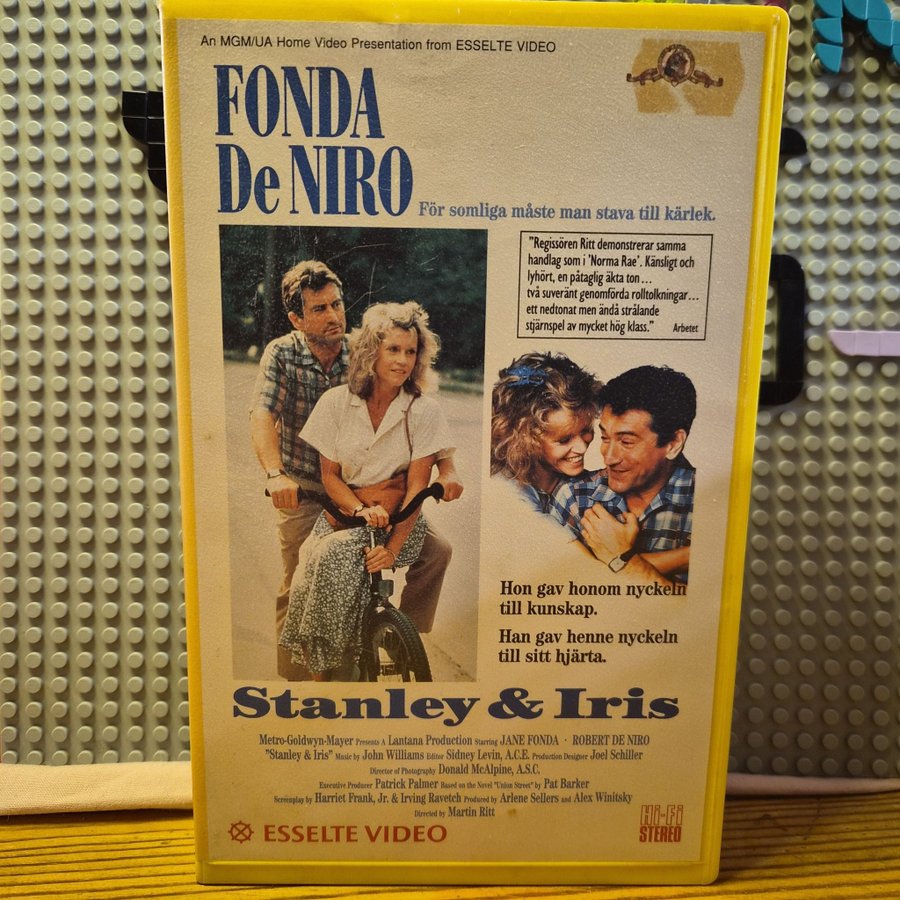 An MGM/UA Home Video Presentation from ESSELTE VIDEO
FONDA
De NIRO
För somliga måste man stava till kärlek.
"Regissören Ritt demonstrerar samma
handlag som i 'Norma Rae'. Känsligt och
lyhört, en påtaglig äkta ton...
två suveränt genomförda rolltolkningar...
ett nedtonat men ändå strålande
stjärnspel av mycket hög klass." Arbetet
Hon gav honom nyckeln
till kunskap.
Han gav henne nyckeln
till sitt hjärta.
Stanley & Iris
Metro-Goldwyn-Mayer Presents A Lantana Production Starring JANE FONDA · ROBERT DE NIRO
"Stanley & Iris" Music by John Williams Editor Sidney Levin, A.C.E. Production Designer Joel Schiller
Director of Photography Donald McAlpine, A.S.C.
Executive Producer Patrick Palmer Based on the Novel "Union Street" by Pat Barker
Screenplay by Harriet Frank, Jr. & Irving Ravetch Produced by Arlene Sellers and Alex Winitsky
Directed by Martin Ritt
ESSELTE VIDEO
Hi-Fi
STEREO